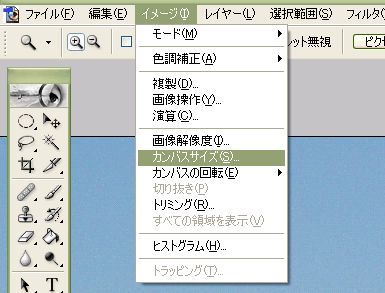 ファイル(F) 編集(E) イメージ(I) レイヤー(L) 選択範囲(S) フィルタ(
モード(M)
レット無視
ピクセ
色調補正(A)
複製(D)...
画像操作(Y)...
演算(C)...
画像解像度(I)...
カンバスサイズ(S)...
カンバスの回転(E)
切り抜き(P)
トリミング(R)...
すべての領域を表示(V)
ヒストグラム(H)...
トラッピング(T)...
T